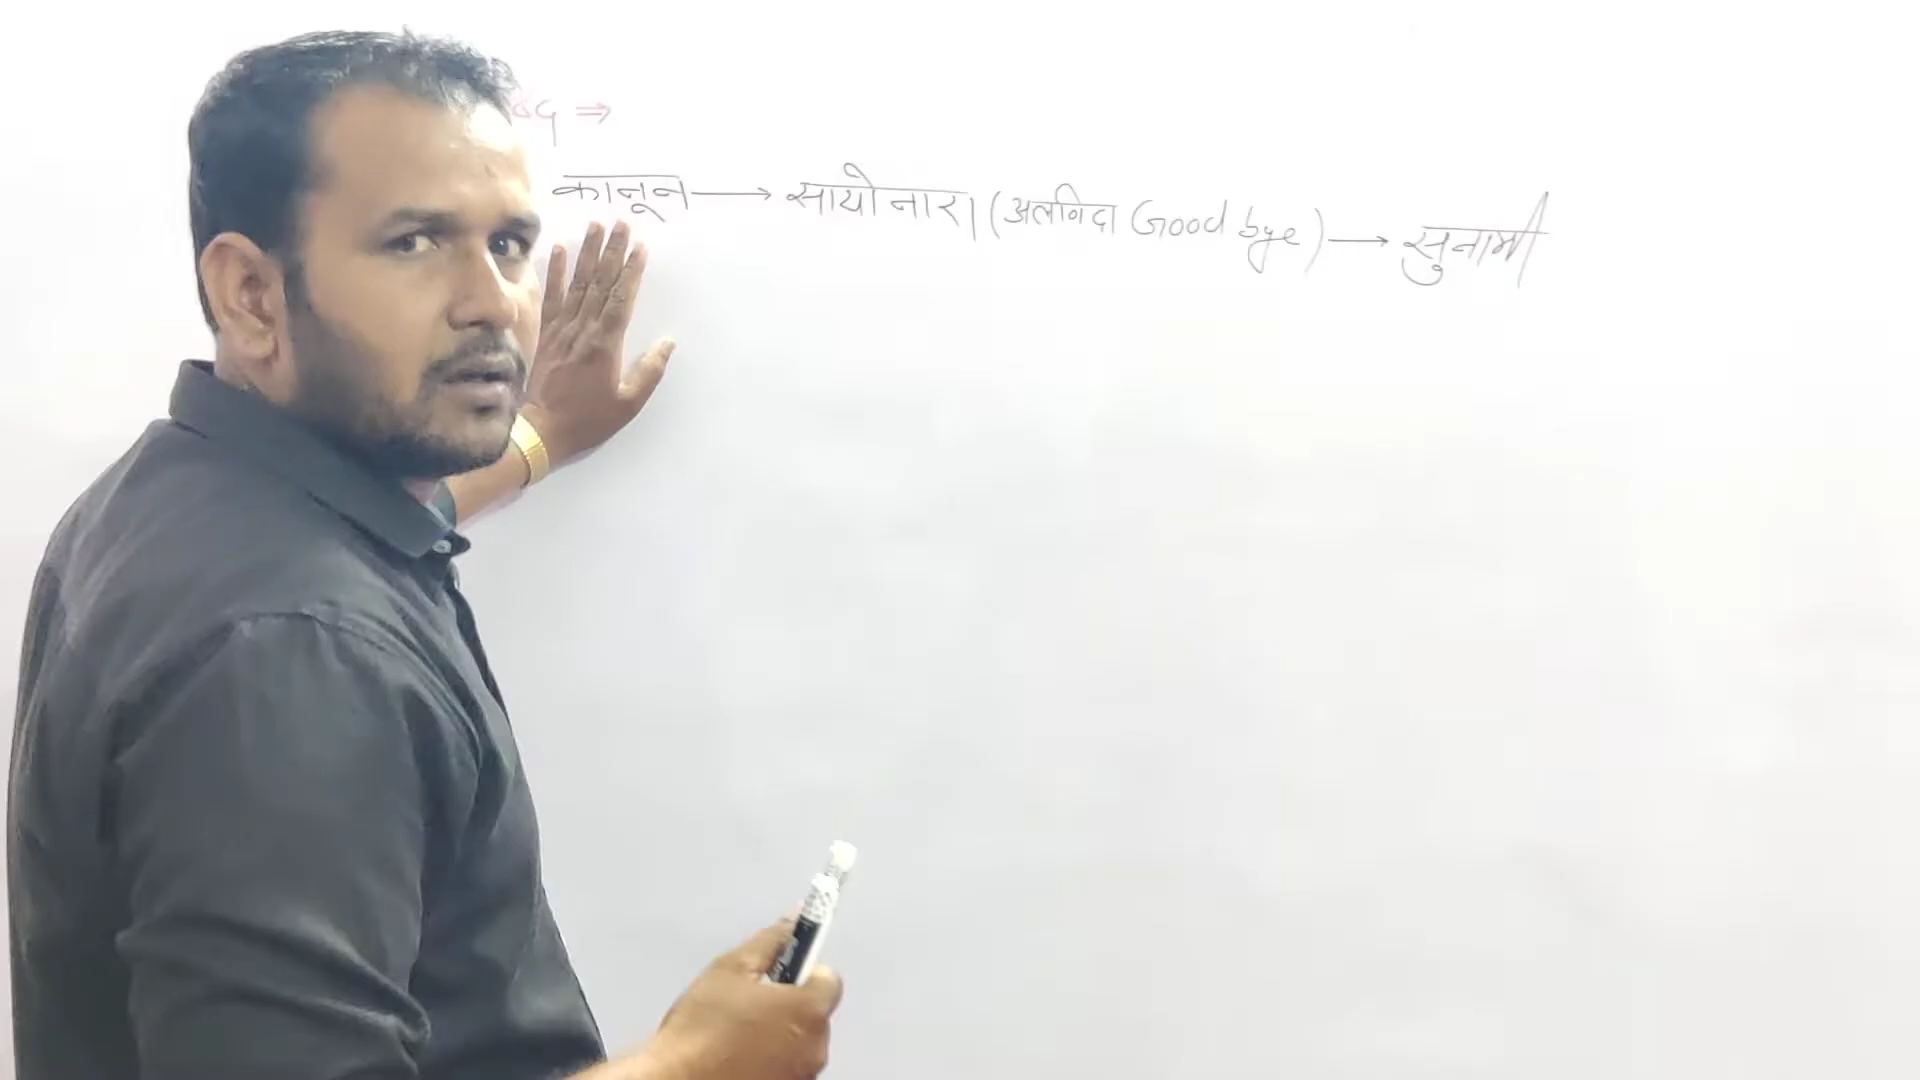 ⇒
कानून → सायोनारा (अलविदा Good bye) → सुनामी